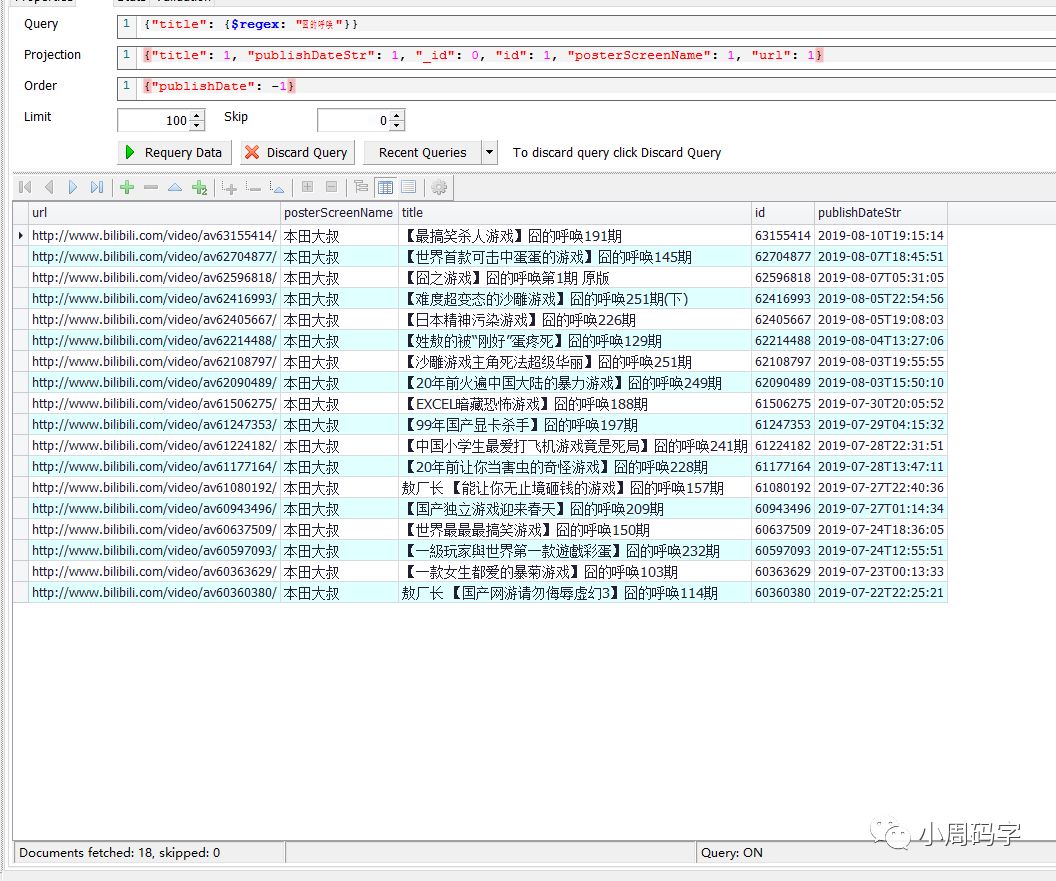 Query 1 {"title": {$regex: "囧的呼唤"}}
Projection 1 {"title": 1, "publishDateStr": 1, "_id": 0, "id": 1, "posterScreenName": 1, "url": 1}
Order 1 {"publishDate": -1}
Limit 100 Skip 0
Requery Data Discard Query Recent Queries To discard query click Discard Query
url posterScreenName title id publishDateStr
http://www.bilibili.com/video/av63155414/ 本田大叔 【最搞笑杀人游戏】囧的呼唤191期 63155414 2019-08-10T19:15:14
http://www.bilibili.com/video/av62704877/ 本田大叔 【世界首款可击中蛋蛋的游戏】囧的呼唤145期 62704877 2019-08-07T18:45:51
http://www.bilibili.com/video/av62596818/ 本田大叔 【囧之游戏】囧的呼唤第1期 原版 62596818 2019-08-07T05:31:05
http://www.bilibili.com/video/av62416993/ 本田大叔 【难度超变态的沙雕游戏】囧的呼唤251期(下) 62416993 2019-08-05T22:54:56
http://www.bilibili.com/video/av62405667/ 本田大叔 【日本精神污染游戏】囧的呼唤226期 62405667 2019-08-05T19:08:03
http://www.bilibili.com/video/av62214488/ 本田大叔 【姓敖的被“刚好”蛋疼死】囧的呼唤129期 62214488 2019-08-04T13:27:06
http://www.bilibili.com/video/av62108797/ 本田大叔 【沙雕游戏主角死法超级华丽】囧的呼唤251期 62108797 2019-08-03T19:55:55
http://www.bilibili.com/video/av62090489/ 本田大叔 【20年前火遍中国大陆的暴力游戏】囧的呼唤249期 62090489 2019-08-03T15:50:10
http://www.bilibili.com/video/av61506275/ 本田大叔 【EXCEL暗藏恐怖游戏】囧的呼唤188期 61506275 2019-07-30T20:05:52
http://www.bilibili.com/video/av61247353/ 本田大叔 【99年国产显卡杀手】囧的呼唤197期 61247353 2019-07-29T04:15:32
http://www.bilibili.com/video/av61224182/ 本田大叔 【中国小学生最爱打飞机游戏竟是死局】囧的呼唤241期 61224182 2019-07-28T22:31:51
http://www.bilibili.com/video/av61177164/ 本田大叔 【20年前让你当害虫的奇怪游戏】囧的呼唤228期 61177164 2019-07-28T13:47:11
http://www.bilibili.com/video/av61080192/ 本田大叔 敖厂长 【能让你无止境砸钱的游戏】囧的呼唤157期 61080192 2019-07-27T22:40:36
http://www.bilibili.com/video/av60943496/ 本田大叔 【国产独立游戏迎来春天】囧的呼唤209期 60943496 2019-07-27T01:14:34
http://www.bilibili.com/video/av60637509/ 本田大叔 【世界最最最搞笑游戏】囧的呼唤150期 60637509 2019-07-24T18:36:05
http://www.bilibili.com/video/av60597093/ 本田大叔 【一級玩家與世界第一款遊戲彩蛋】囧的呼唤232期 60597093 2019-07-24T12:55:51
http://www.bilibili.com/video/av60363629/ 本田大叔 【一款女生都爱的暴菊游戏】囧的呼唤103期 60363629 2019-07-23T00:13:33
http://www.bilibili.com/video/av60360380/ 本田大叔 敖厂长 【国产网游请勿侮辱虚幻3】囧的呼唤114期 60360380 2019-07-22T22:25:21
小周码字
Documents fetched: 18, skipped: 0 Query: ON